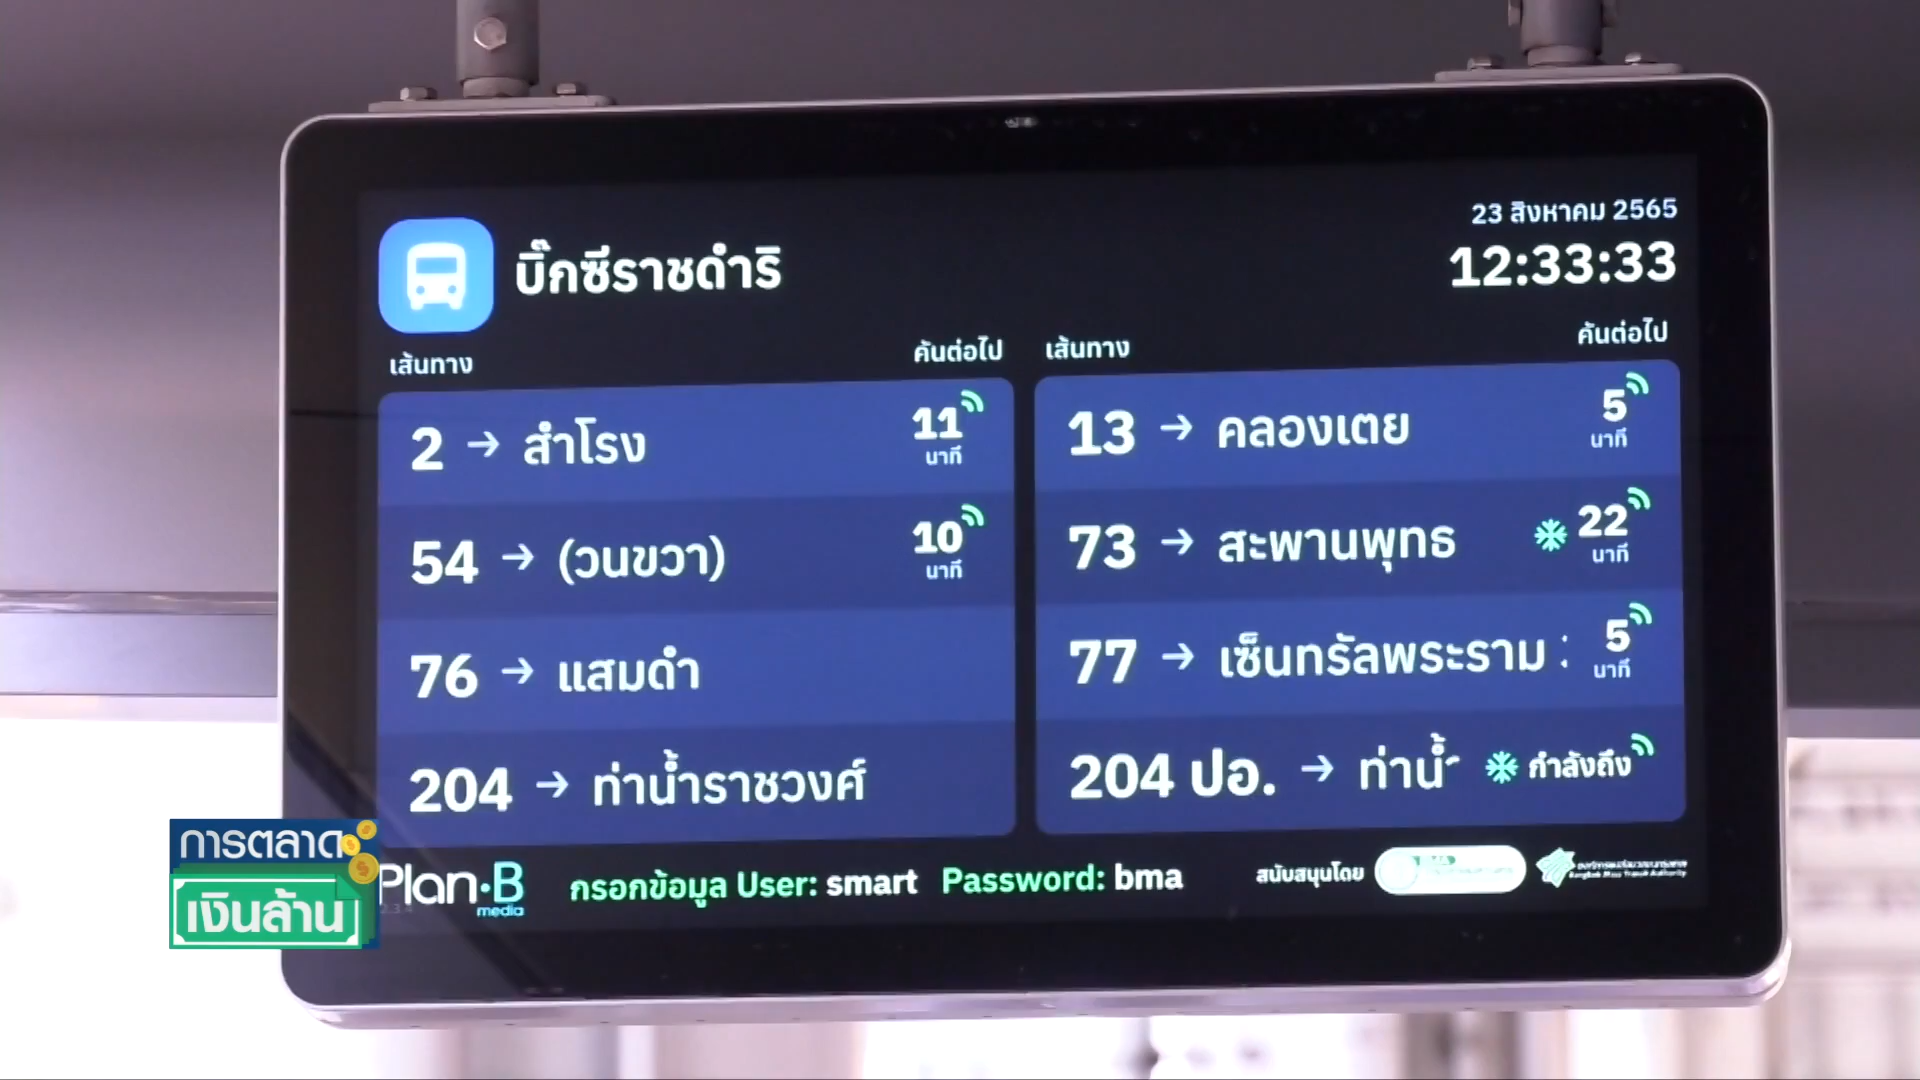 23 สิงหาคม 2565
บิ๊กซีราชดำริ
12:33:33
เส้นทาง คันต่อไป
2 → สำโรง 11 นาที
54 → (วนขวา) 10 นาที
76 → แสมดำ
204 → ท่าน้ำราชวงศ์
เส้นทาง คันต่อไป
13 → คลองเตย 5 นาที
73 → สะพานพุทธ 22 นาที
77 → เซ็นทรัลพระราม 5 นาที
204 ปอ. → ท่าน้ำ กำลังถึง
Plan·B media
กรอกข้อมูล User: smart Password: bma
สนับสนุนโดย
Bangkok Mass Transit Authority
การตลาด
เงินล้าน